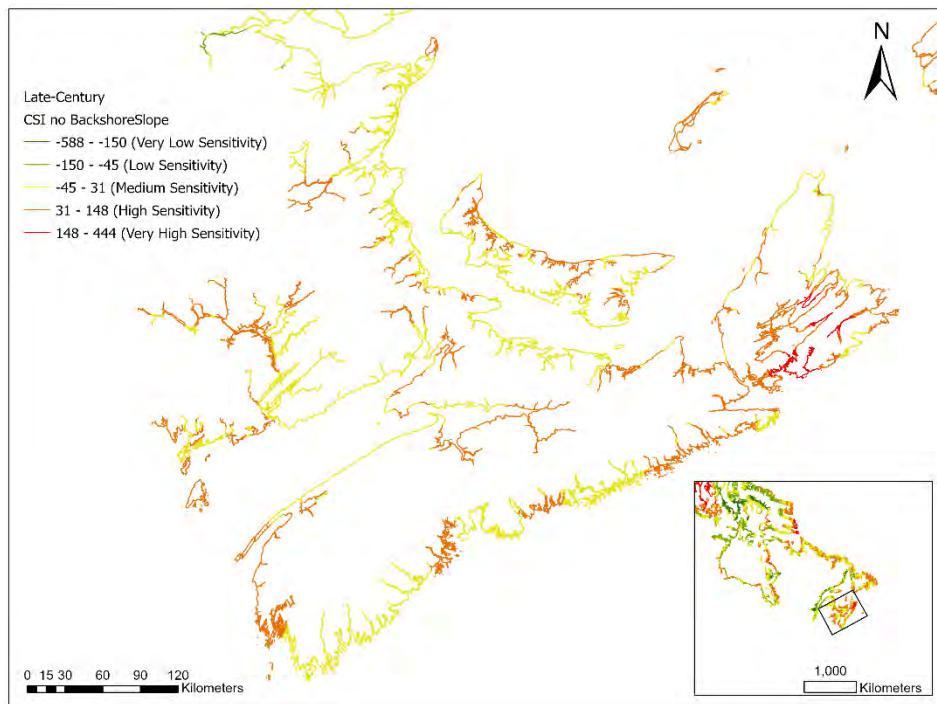 N
Late-Century
CSI no BackshoreSlope
-588 - -150 (Very Low Sensitivity)
-150 - -45 (Low Sensitivity)
-45 - 31 (Medium Sensitivity)
31 - 148 (High Sensitivity)
148 - 444 (Very High Sensitivity)
0 15 30 60 90 120
Kilometers
1,000
Kilometers